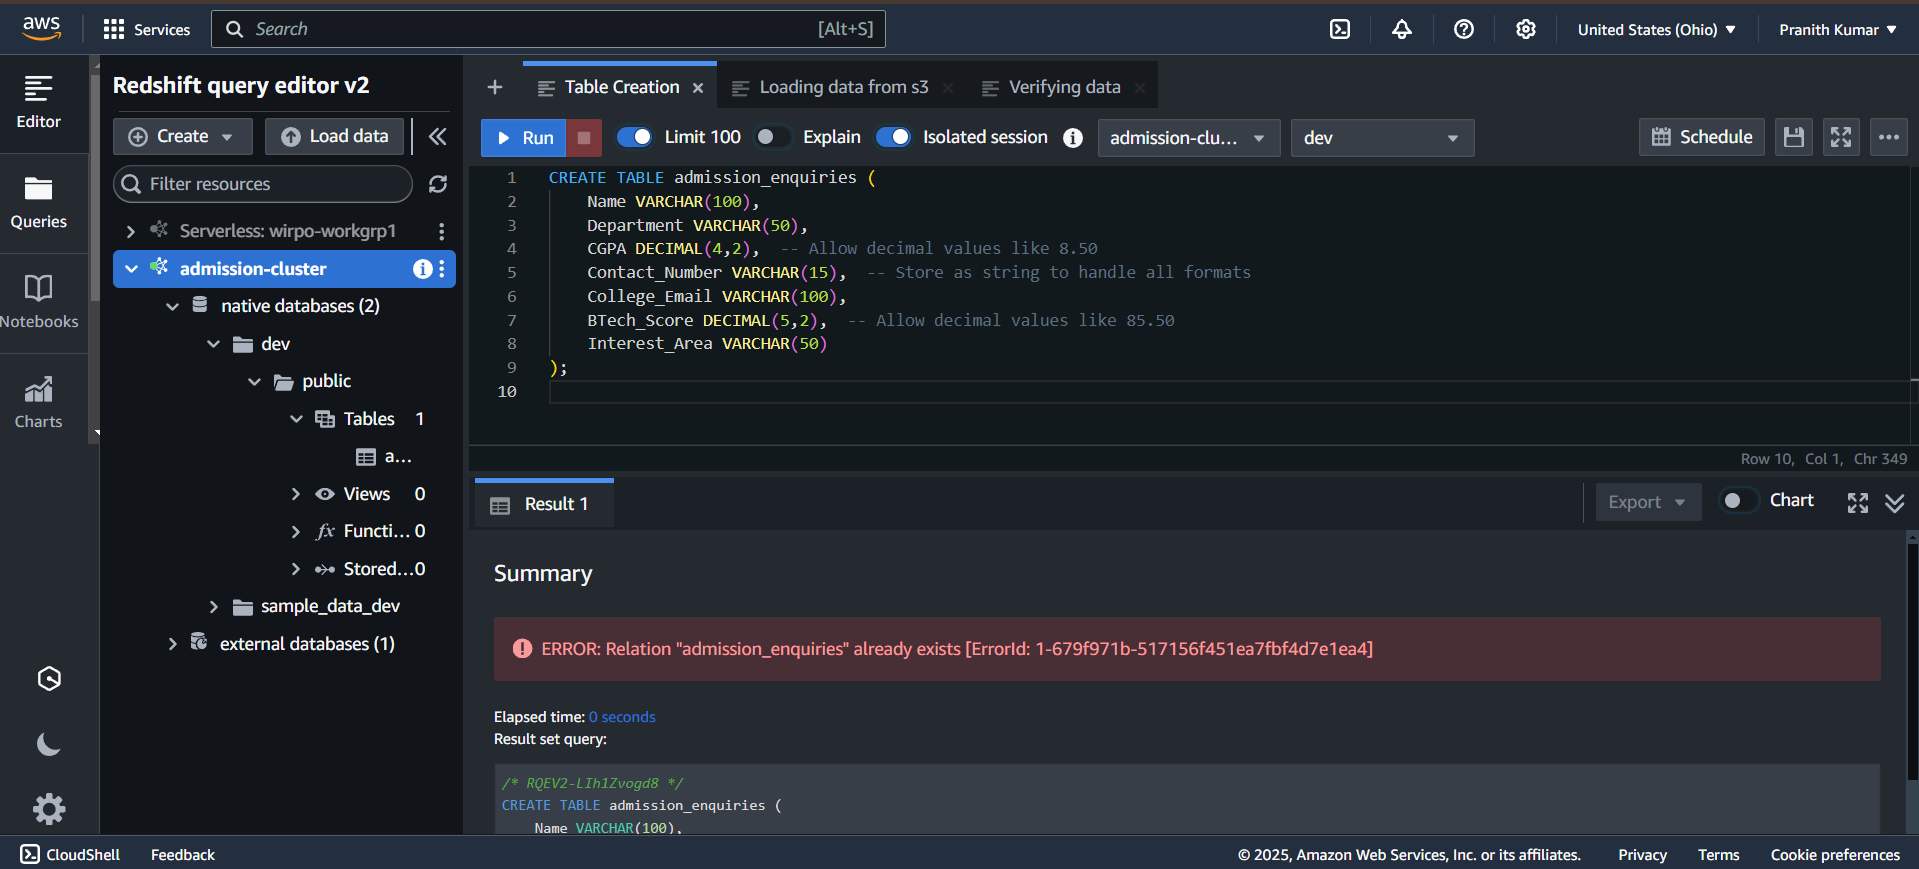 aws
Services
Search
[Alt+S]
United States (Ohio) ▼
Pranith Kumar ▼
Editor
Queries
Notebooks
Charts
Redshift query editor v2
Create
Load data
Filter resources
Serverless: wirpo-workgrp1
admission-cluster
native databases (2)
dev
public
Tables 1
a...
Views 0
fx Functi... 0
Stored...0
sample_data_dev
external databases (1)
Table Creation
Loading data from s3
Verifying data
Run
Limit 100
Explain
Isolated session
admission-clu...
dev
Schedule
1 CREATE TABLE admission_enquiries (
2 Name VARCHAR(100),
3 Department VARCHAR(50),
4 CGPA DECIMAL(4,2), -- Allow decimal values like 8.50
5 Contact_Number VARCHAR(15), -- Store as string to handle all formats
6 College_Email VARCHAR(100),
7 BTech_Score DECIMAL(5,2), -- Allow decimal values like 85.50
8 Interest_Area VARCHAR(50)
9 );
10
Row 10, Col 1, Chr 349
Result 1
Export
Chart
Summary
ERROR: Relation "admission_enquiries" already exists [ErrorId: 1-679f971b-517156f451ea7fbf4d7e1ea4]
Elapsed time: 0 seconds
Result set query:
/* RQEV2-LIh1Zvogd8 */
CREATE TABLE admission_enquiries (
Name VARCHAR(100),
CloudShell
Feedback
© 2025, Amazon Web Services, Inc. or its affiliates.
Privacy
Terms
Cookie preferences